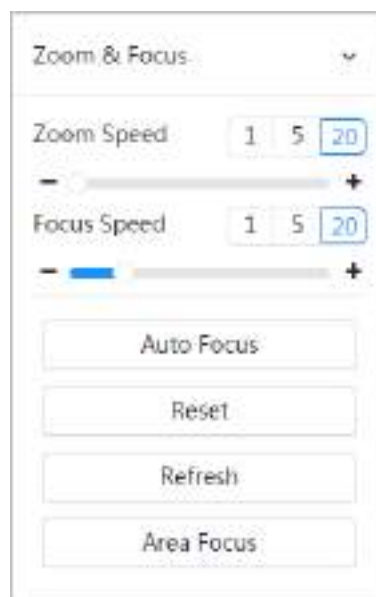 Zoom & Focus
Zoom Speed 1 5 20
− +
Focus Speed 1 5 20
− +
Auto Focus
Reset
Refresh
Area Focus